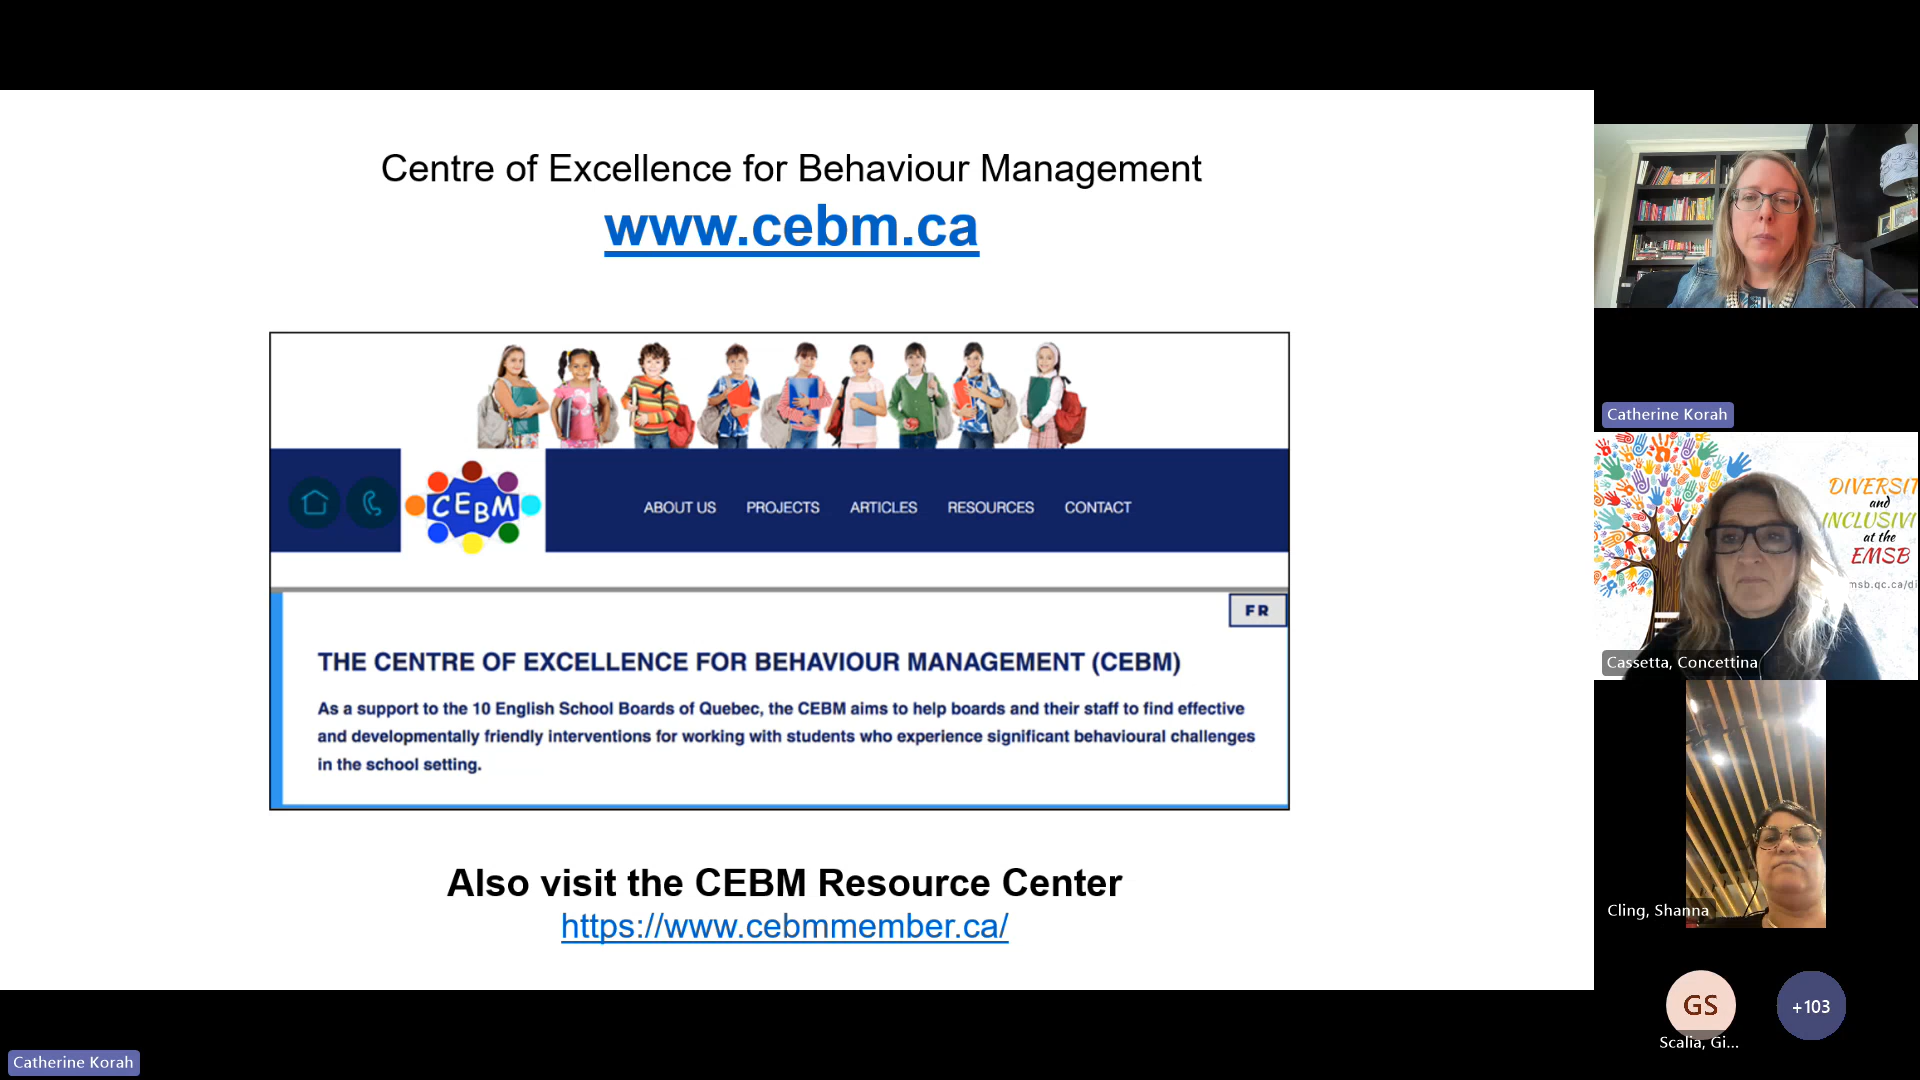 Centre of Excellence for Behaviour Management
www.cebm.ca
CEBM
ABOUT US PROJECTS ARTICLES RESOURCES CONTACT
FR
THE CENTRE OF EXCELLENCE FOR BEHAVIOUR MANAGEMENT (CEBM)
As a support to the 10 English School Boards of Quebec, the CEBM aims to help boards and their staff to find effective
and developmentally friendly interventions for working with students who experience significant behavioural challenges
in the school setting.
Also visit the CEBM Resource Center
https://www.cebmmember.ca/
Catherine Korah
Catherine Korah
DIVERSIT
and
INCLUSIVI
at the
EMSB
msb.qc.ca/di
Cassetta, Concettina
Cling, Shanna
GS
+103
Scalia, Gi...